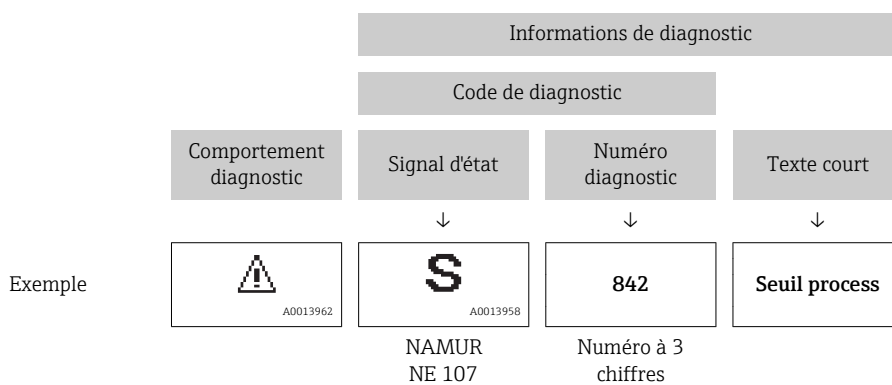 Informations de diagnostic
Code de diagnostic
Comportement
diagnostic
Signal d'état
Numéro
diagnostic
Texte court
↓ ↓ ↓
Exemple
⚠
A0013962
S
A0013958
842
Seuil process
NAMUR
NE 107
Numéro à 3
chiffres